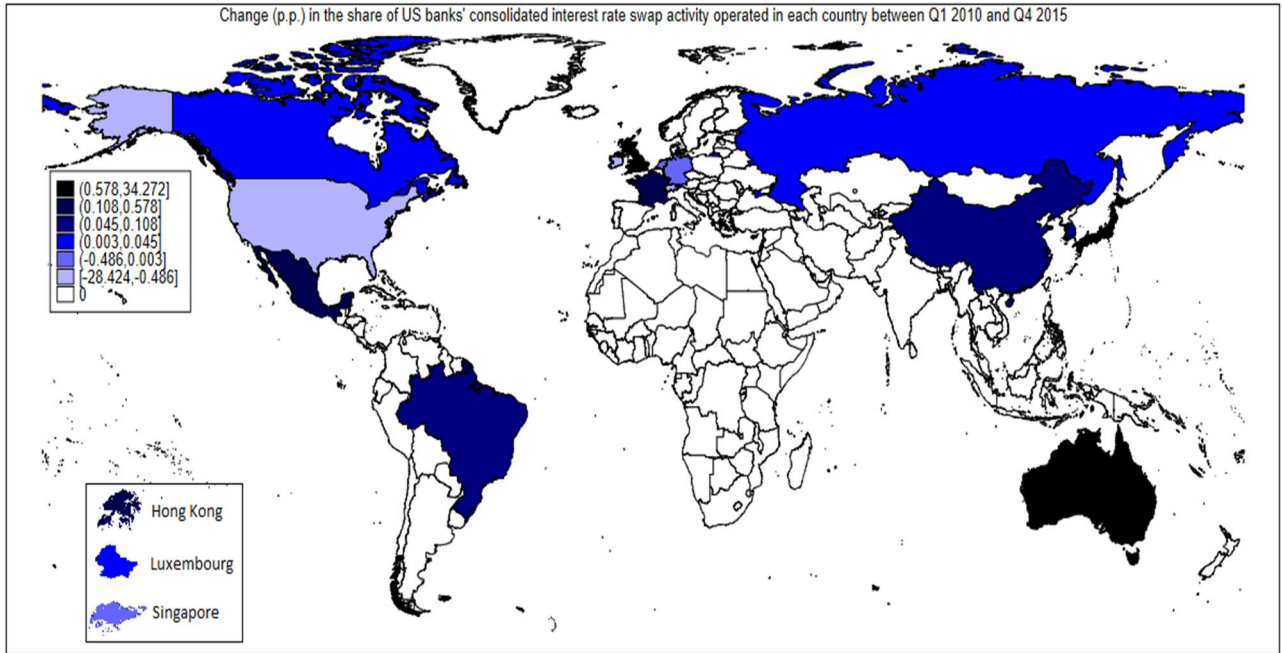 Change (p.p.) in the share of US banks' consolidated interest rate swap activity operated in each country between Q1 2010 and Q4 2015
(0.578,34.272]
(0.108,0.578]
(0.045,0.108]
(0.003,0.045]
(-0.486,0.003]
[-28.424,-0.486]
0
Hong Kong
Luxembourg
Singapore